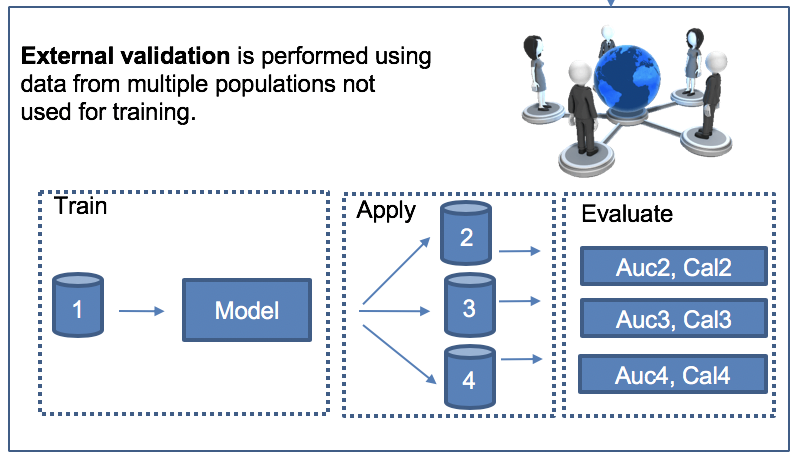 External validation is performed using
data from multiple populations not
used for training.
Train
1
Model
Apply
2
3
4
Evaluate
Auc2, Cal2
Auc3, Cal3
Auc4, Cal4